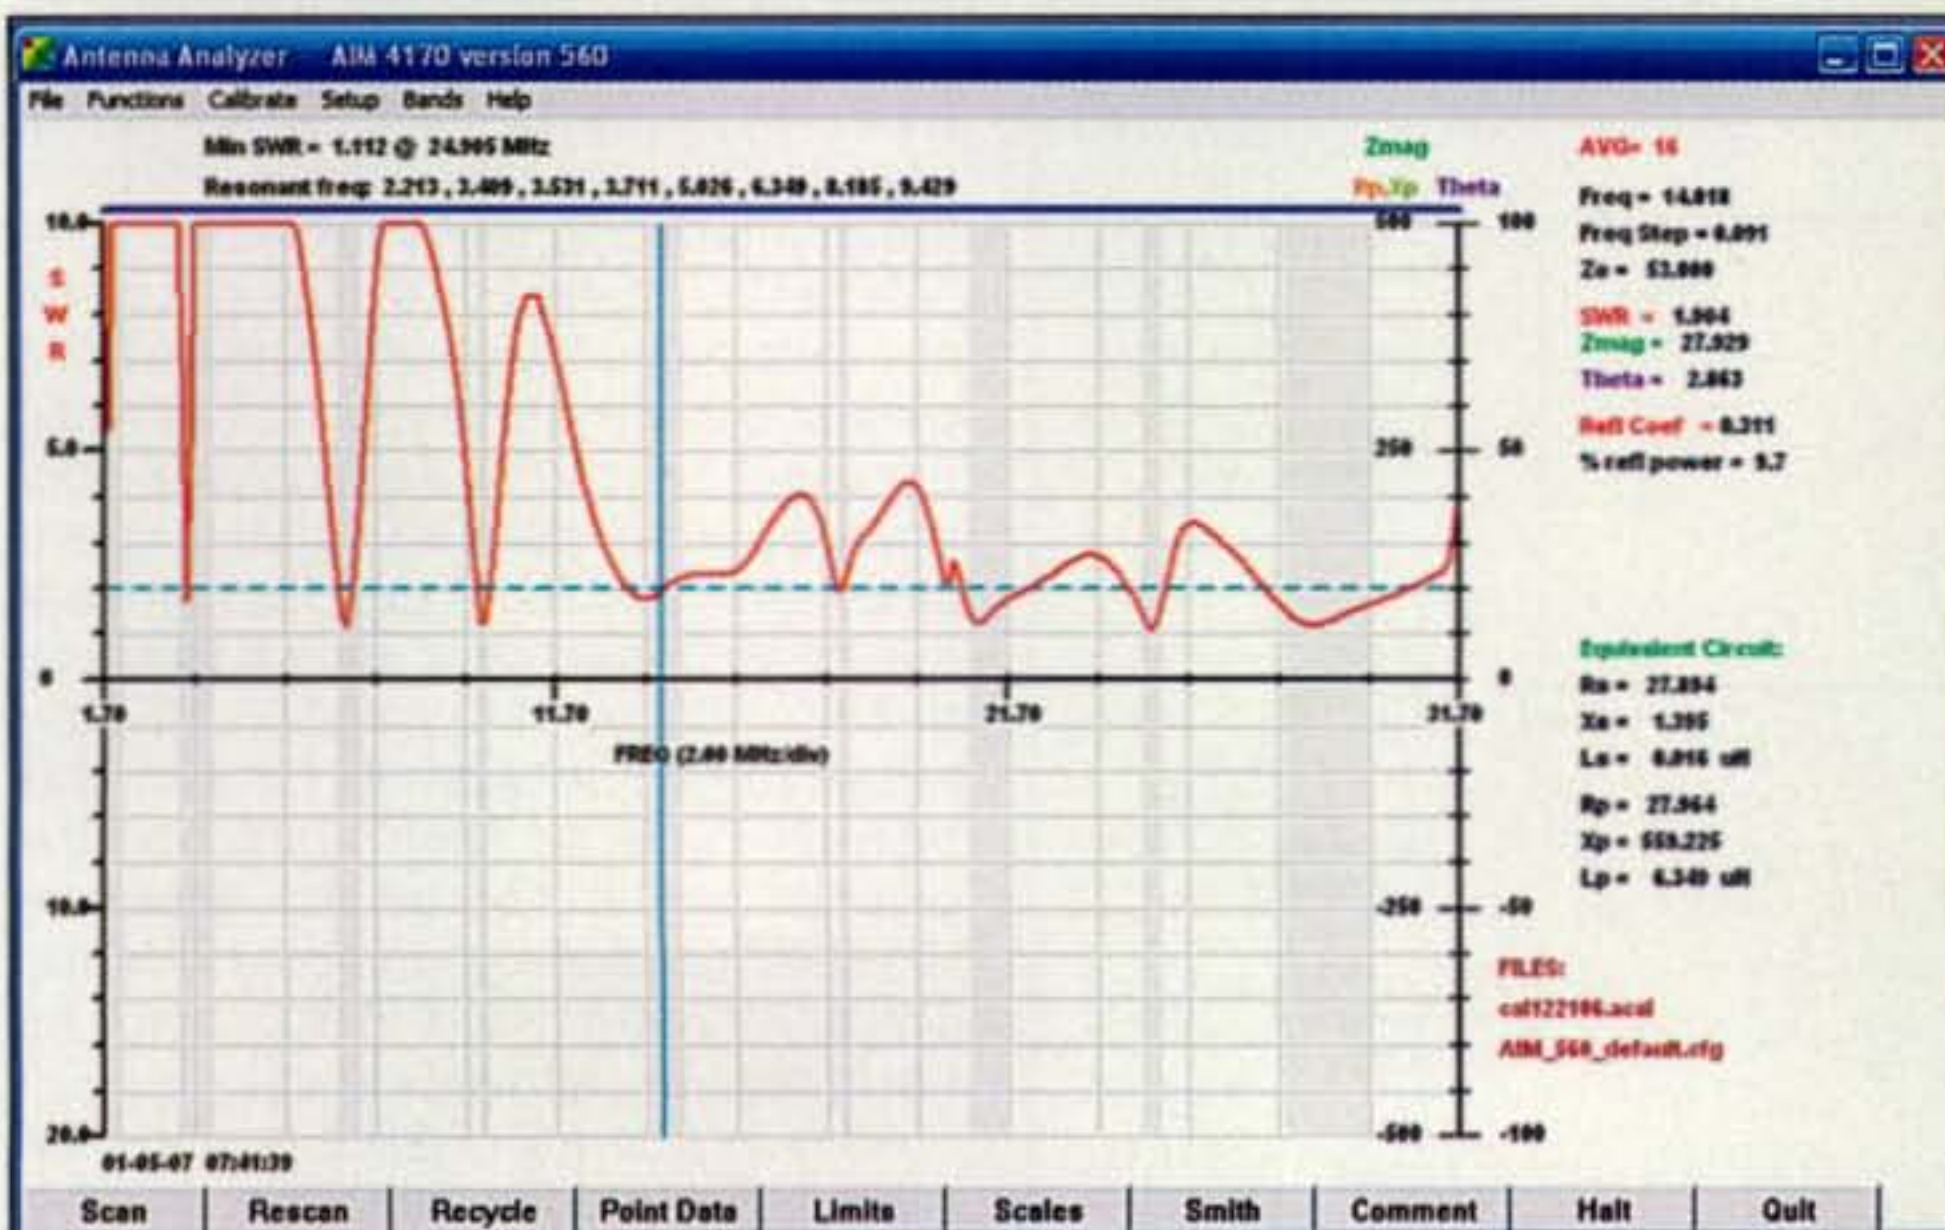 Antenna Analyzer AIM 4170 version 560
File Functions Calibrate Setup Bands Help
Min SWR = 1.112 @ 24.905 MHz
Resonant freq: 2.213 , 3.409 , 3.531 , 3.711 , 5.026 , 6.349 , 8.185 , 9.429
Zmag
Rp,Xp Theta
AVG= 16
Freq = 14.018
Freq Step = 0.091
Zo =
SWR = 1.904
Zmag = 27.929
Theta = 2.863
Refl Coef = 0.311
% refl power = 9.7
10.0
S
W
R
5.0
0
10.0
20.0
500 100
250 50
0
-250 -50
-500 -100
1.70 11.70 21.70 31.70
FREQ (2.00 MHz/div)
Equivalent Circuit:
Rs = 27.894
Xs = 1.395
Ls = 0.016 uH
Rp = 27.964
Xp = 559.225
Lp = 6.349 uH
FILES:
cal122106.acal
AIM_560_default.cfg
01-05-07 07:41:39
Scan Rescan Recycle Point Data Limits Scales Smith Comment Halt Quit